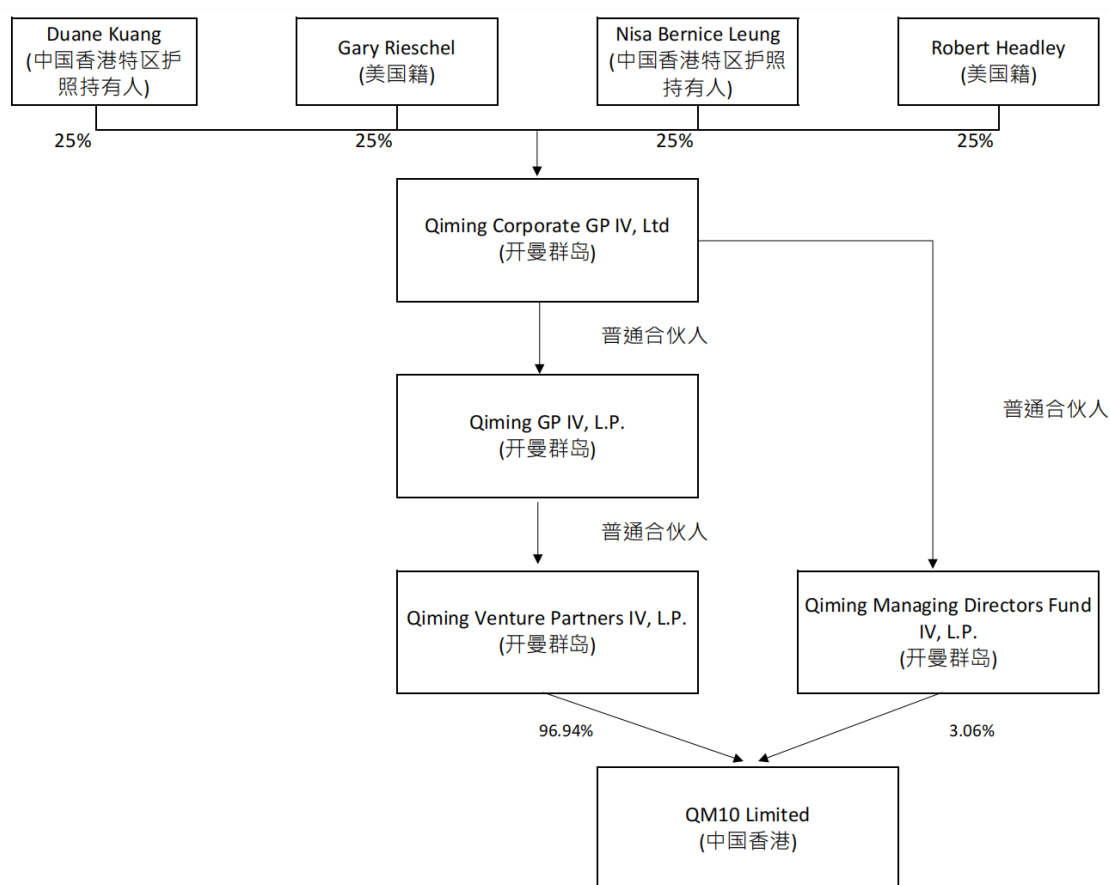 Duane Kuang
(中国香港特区护
照持有人)
Gary Rieschel
(美国籍)
Nisa Bernice Leung
(中国香港特区护照
持有人)
Robert Headley
(美国籍)
25%
25%
25%
25%
Qiming Corporate GP IV, Ltd
(开曼群岛)
普通合伙人
Qiming GP IV, L.P.
(开曼群岛)
普通合伙人
普通合伙人
Qiming Venture Partners IV, L.P.
(开曼群岛)
Qiming Managing Directors Fund
IV, L.P.
(开曼群岛)
96.94%
3.06%
QM10 Limited
(中国香港)